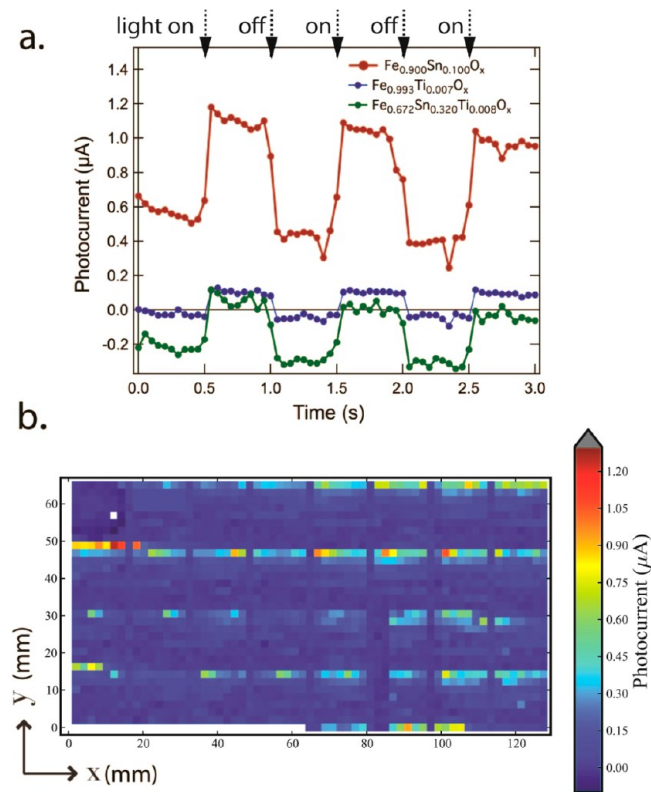 light on off on off on
a.
Fe0.900Sn0.100Ox
Fe0.993Ti0.007Ox
Fe0.672Sn0.320Ti0.008Ox
1.4
1.2
1.0
0.8
0.6
0.4
0.2
0.0
-0.2
Photocurrent (µA)
0.0 0.5 1.0 1.5 2.0 2.5 3.0
Time (s)
b.
60
50
40
30
20
10
0
y (mm)
0 20 40 60 80 100 120
x (mm)
1.20
1.05
0.90
0.75
0.60
0.45
0.30
0.15
0.00
Photocurrent (µA)